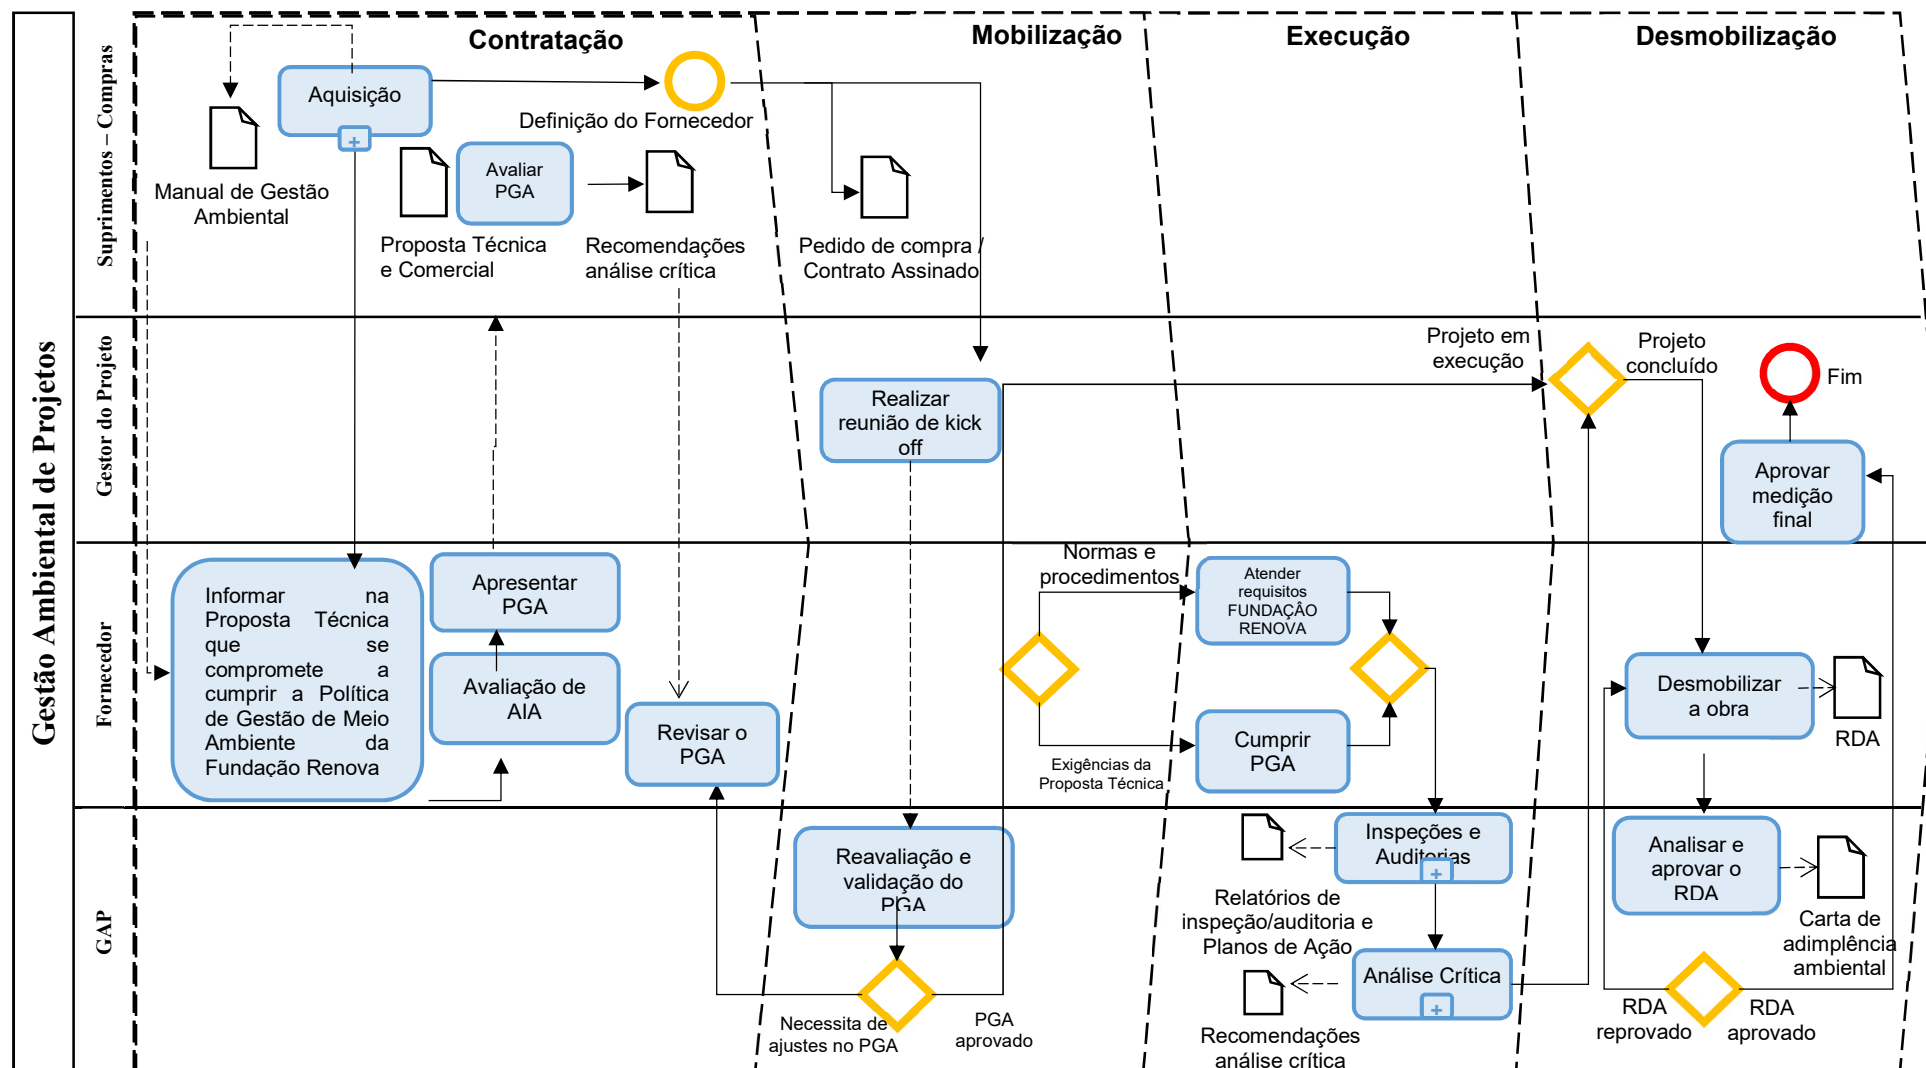 Gestão Ambiental de Projetos
Contratação
Mobilização
Execução
Desmobilização
Suprimentos – Compras
Aquisição
+
Definição do Fornecedor
Manual de Gestão
Ambiental
Avaliar
PGA
Proposta Técnica
e Comercial
Recomendações
análise crítica
Pedido de compra /
Contrato Assinado
Gestor do Projeto
Realizar
reunião de kick
off
Projeto em
execução
Projeto
concluído
Fim
Aprovar
medição
final
Fornecedor
Informar na
Proposta Técnica
que se
compromete a
cumprir a Política
de Gestão de Meio
Ambiente da
Fundação Renova
Apresentar
PGA
Avaliação de
AIA
Revisar o
PGA
Normas e
procedimentos
Exigências da
Proposta Técnica
Atender
requisitos
FUNDAÇÂO
RENOVA
Cumprir
PGA
Desmobilizar
a obra
RDA
GAP
Reavaliação e
validação do
PGA
Necessita de
ajustes no PGA
PGA
aprovado
Inspeções e
Auditorias
+
Relatórios de
inspeção/auditoria e
Planos de Ação
Análise Crítica
+
Recomendações
análise crítica
Analisar e
aprovar o
RDA
Carta de
adimplência
ambiental
RDA
reprovado
RDA
aprovado